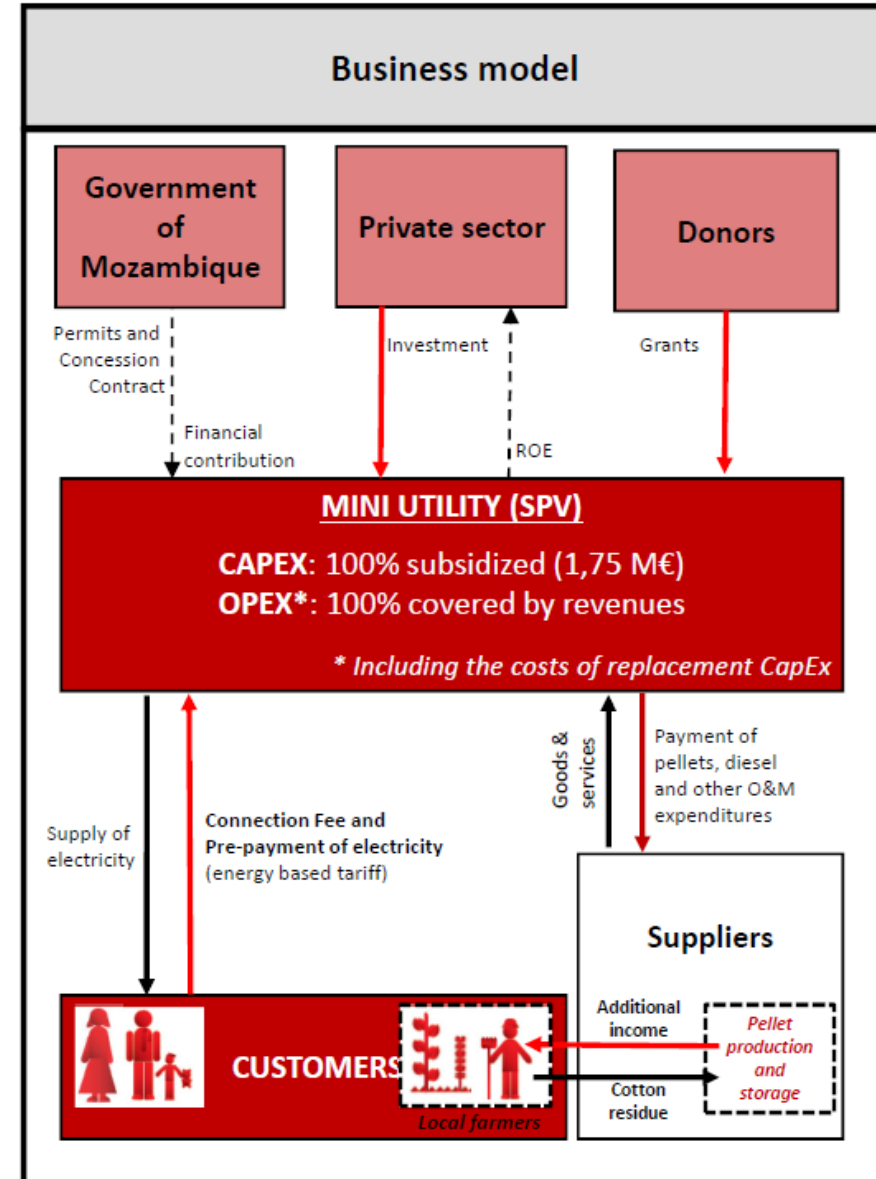 Business model
Government
of
Mozambique
Private sector
Donors
Permits and
Concession
Contract
Financial
contribution
Investment
ROE
Grants
MINI UTILITY (SPV)
CAPEX: 100% subsidized (1,75 M€)
OPEX*: 100% covered by revenues
* Including the costs of replacement CapEx
Supply of
electricity
Connection Fee and
Pre-payment of electricity
(energy based tariff)
Goods &
services
Payment of
pellets, diesel
and other O&M
expenditures
Suppliers
CUSTOMERS
Local farmers
Additional
income
Cotton
residue
Pellet
production
and
storage